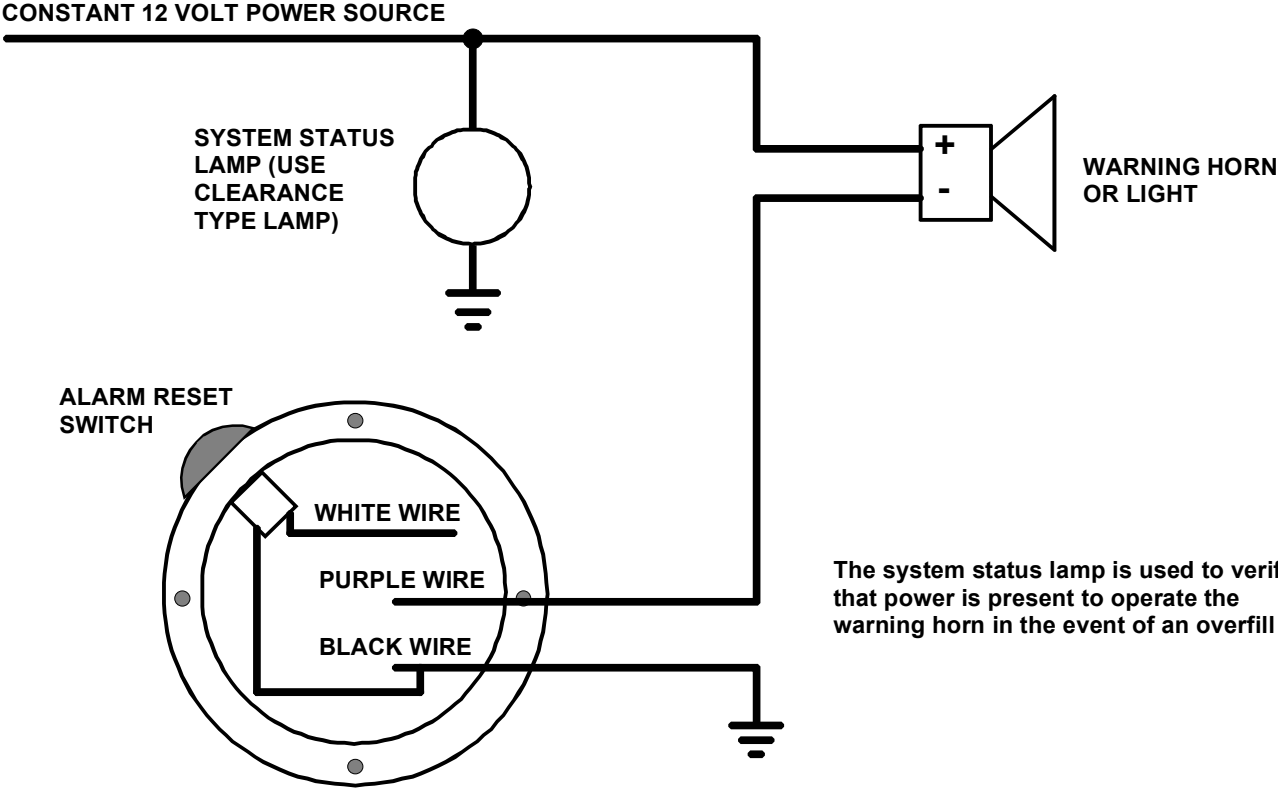 CONSTANT 12 VOLT POWER SOURCE
SYSTEM STATUS
LAMP (USE
CLEARANCE
TYPE LAMP)
+
-
WARNING HORN
OR LIGHT
ALARM RESET
SWITCH
WHITE WIRE
PURPLE WIRE
BLACK WIRE
The system status lamp is used to verif
that power is present to operate the
warning horn in the event of an overfill